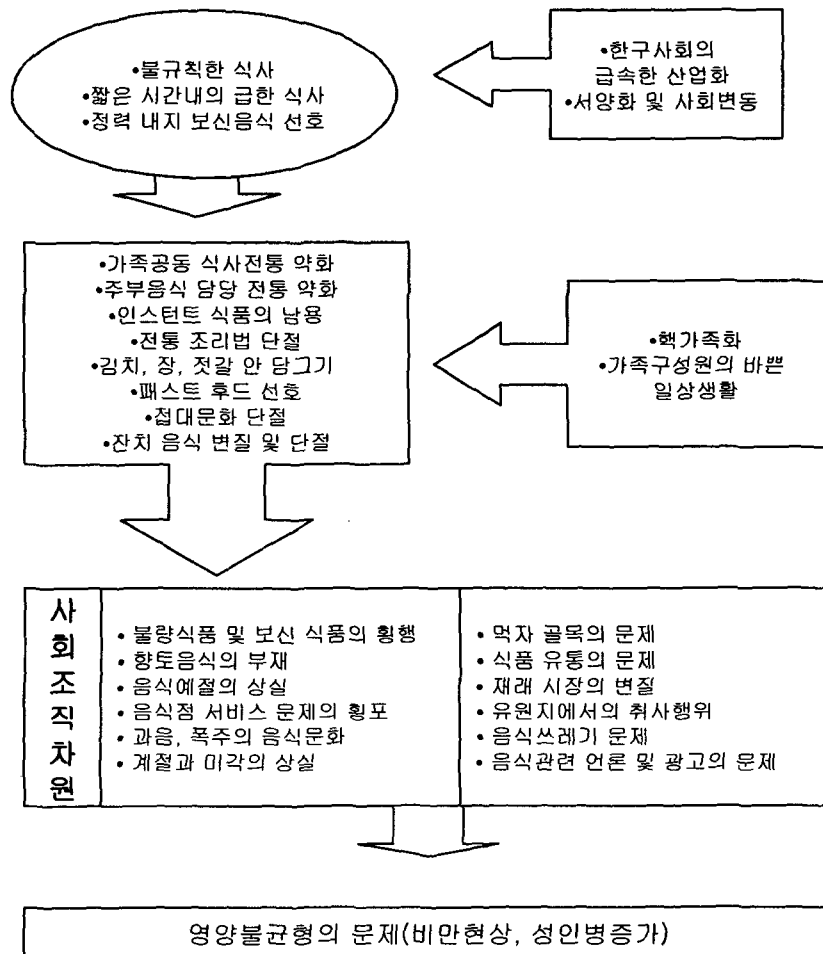 •불규칙한 식사
•짧은 시간내의 급한 식사
•정력 내지 보신음식 선호
•한구사회의
급속한 산업화
•서양화 및 사회변동
•가족공동 식사전통 약화
•주부음식 담당 전통 약화
•인스턴트 식품의 남용
•전통 조리법 단절
•김치, 장, 젓갈 안 담그기
•패스트 후드 선호
•접대문화 단절
•잔치 음식 변질 및 단절
•핵가족화
•가족구성원의 바쁜
일상생활
사회조직차원
• 불량식품 및 보신 식품의 횡행
• 향토음식의 부재
• 음식예절의 상실
• 음식점 서비스 문제의 횡포
• 과음, 폭주의 음식문화
• 계절과 미각의 상실
• 먹자 골목의 문제
• 식품 유통의 문제
• 재래 시장의 변질
• 유원지에서의 취사행위
• 음식쓰레기 문제
• 음식관련 언론 및 광고의 문제
영양불균형의 문제(비만현상, 성인병증가)